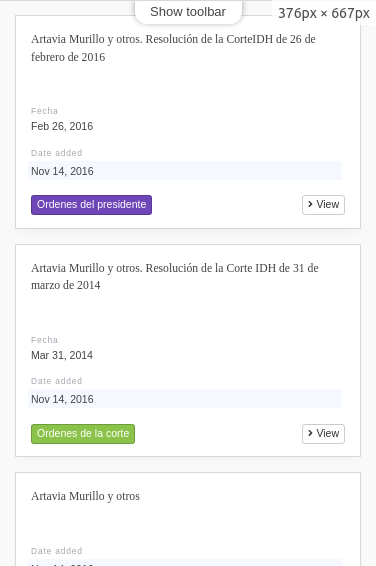 Show toolbar
376px × 667px
Artavia Murillo y otros. Resolución de la CorteIDH de 26 de
febrero de 2016
Fecha
Feb 26, 2016
Date added
Nov 14, 2016
Ordenes del presidente
View
Artavia Murillo y otros. Resolución de la Corte IDH de 31 de
marzo de 2014
Fecha
Mar 31, 2014
Date added
Nov 14, 2016
Ordenes de la corte
View
Artavia Murillo y otros
Date added